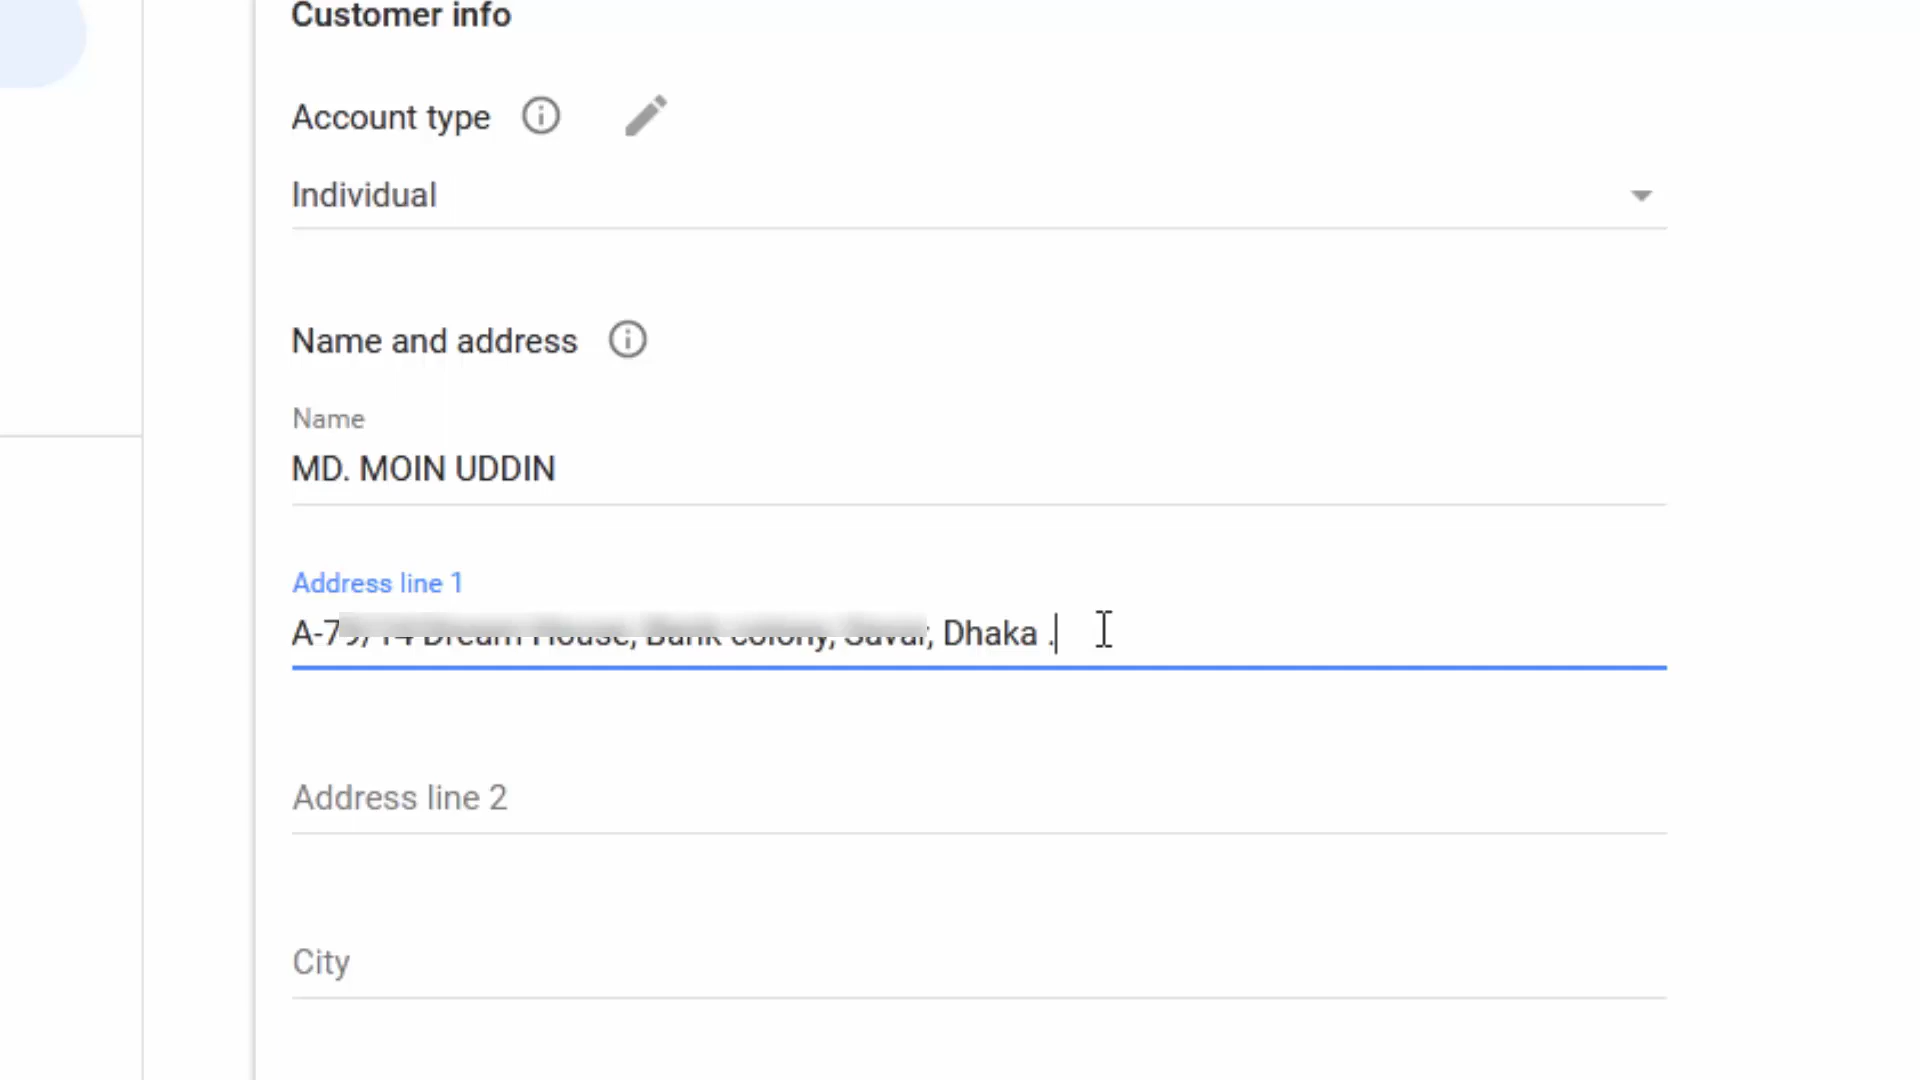 Customer info
Account type
Individual
Name and address
Name
MD. MOIN UDDIN
Address line 1
A-7 Dhaka .
Address line 2
City